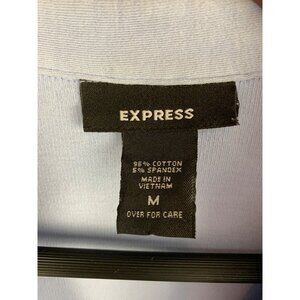 EXPRESS
95% COTTON
5% SPANDEX
MADE IN
VIETNAM
M
OVER FOR CARE